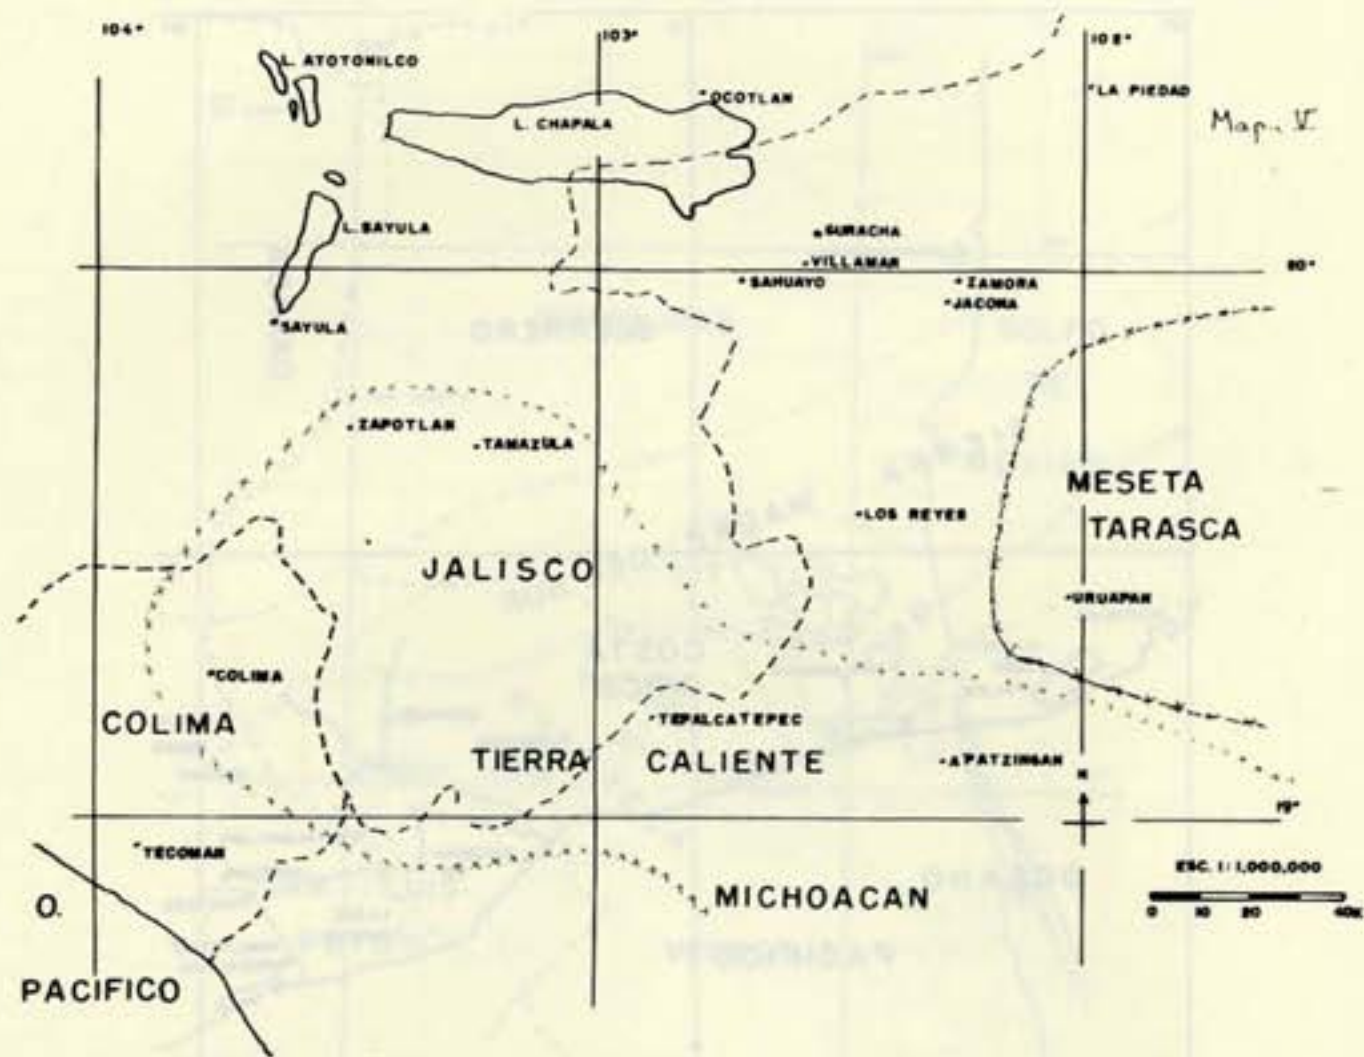 104°
103°
102°
L. ATOTONILCO
L. CHAPALA
OCOTLAN
LA PIEDAD
Map. V
L. SAYULA
GURACHA
VILLAMAR
20°
SAHUAYO
ZAMORA
JACONA
SAYULA
ZAPOTLAN
TAMAZULA
MESETA
TARASCA
LOS REYES
JALISCO
URUAPAN
COLIMA
COLIMA
TEPALCATEPEC
TIERRA CALIENTE
APATZINGAN
N
19°
TECOMAN
ESC. 1:1,000,000
MICHOACAN
O.
0 10 20 40K
PACIFICO